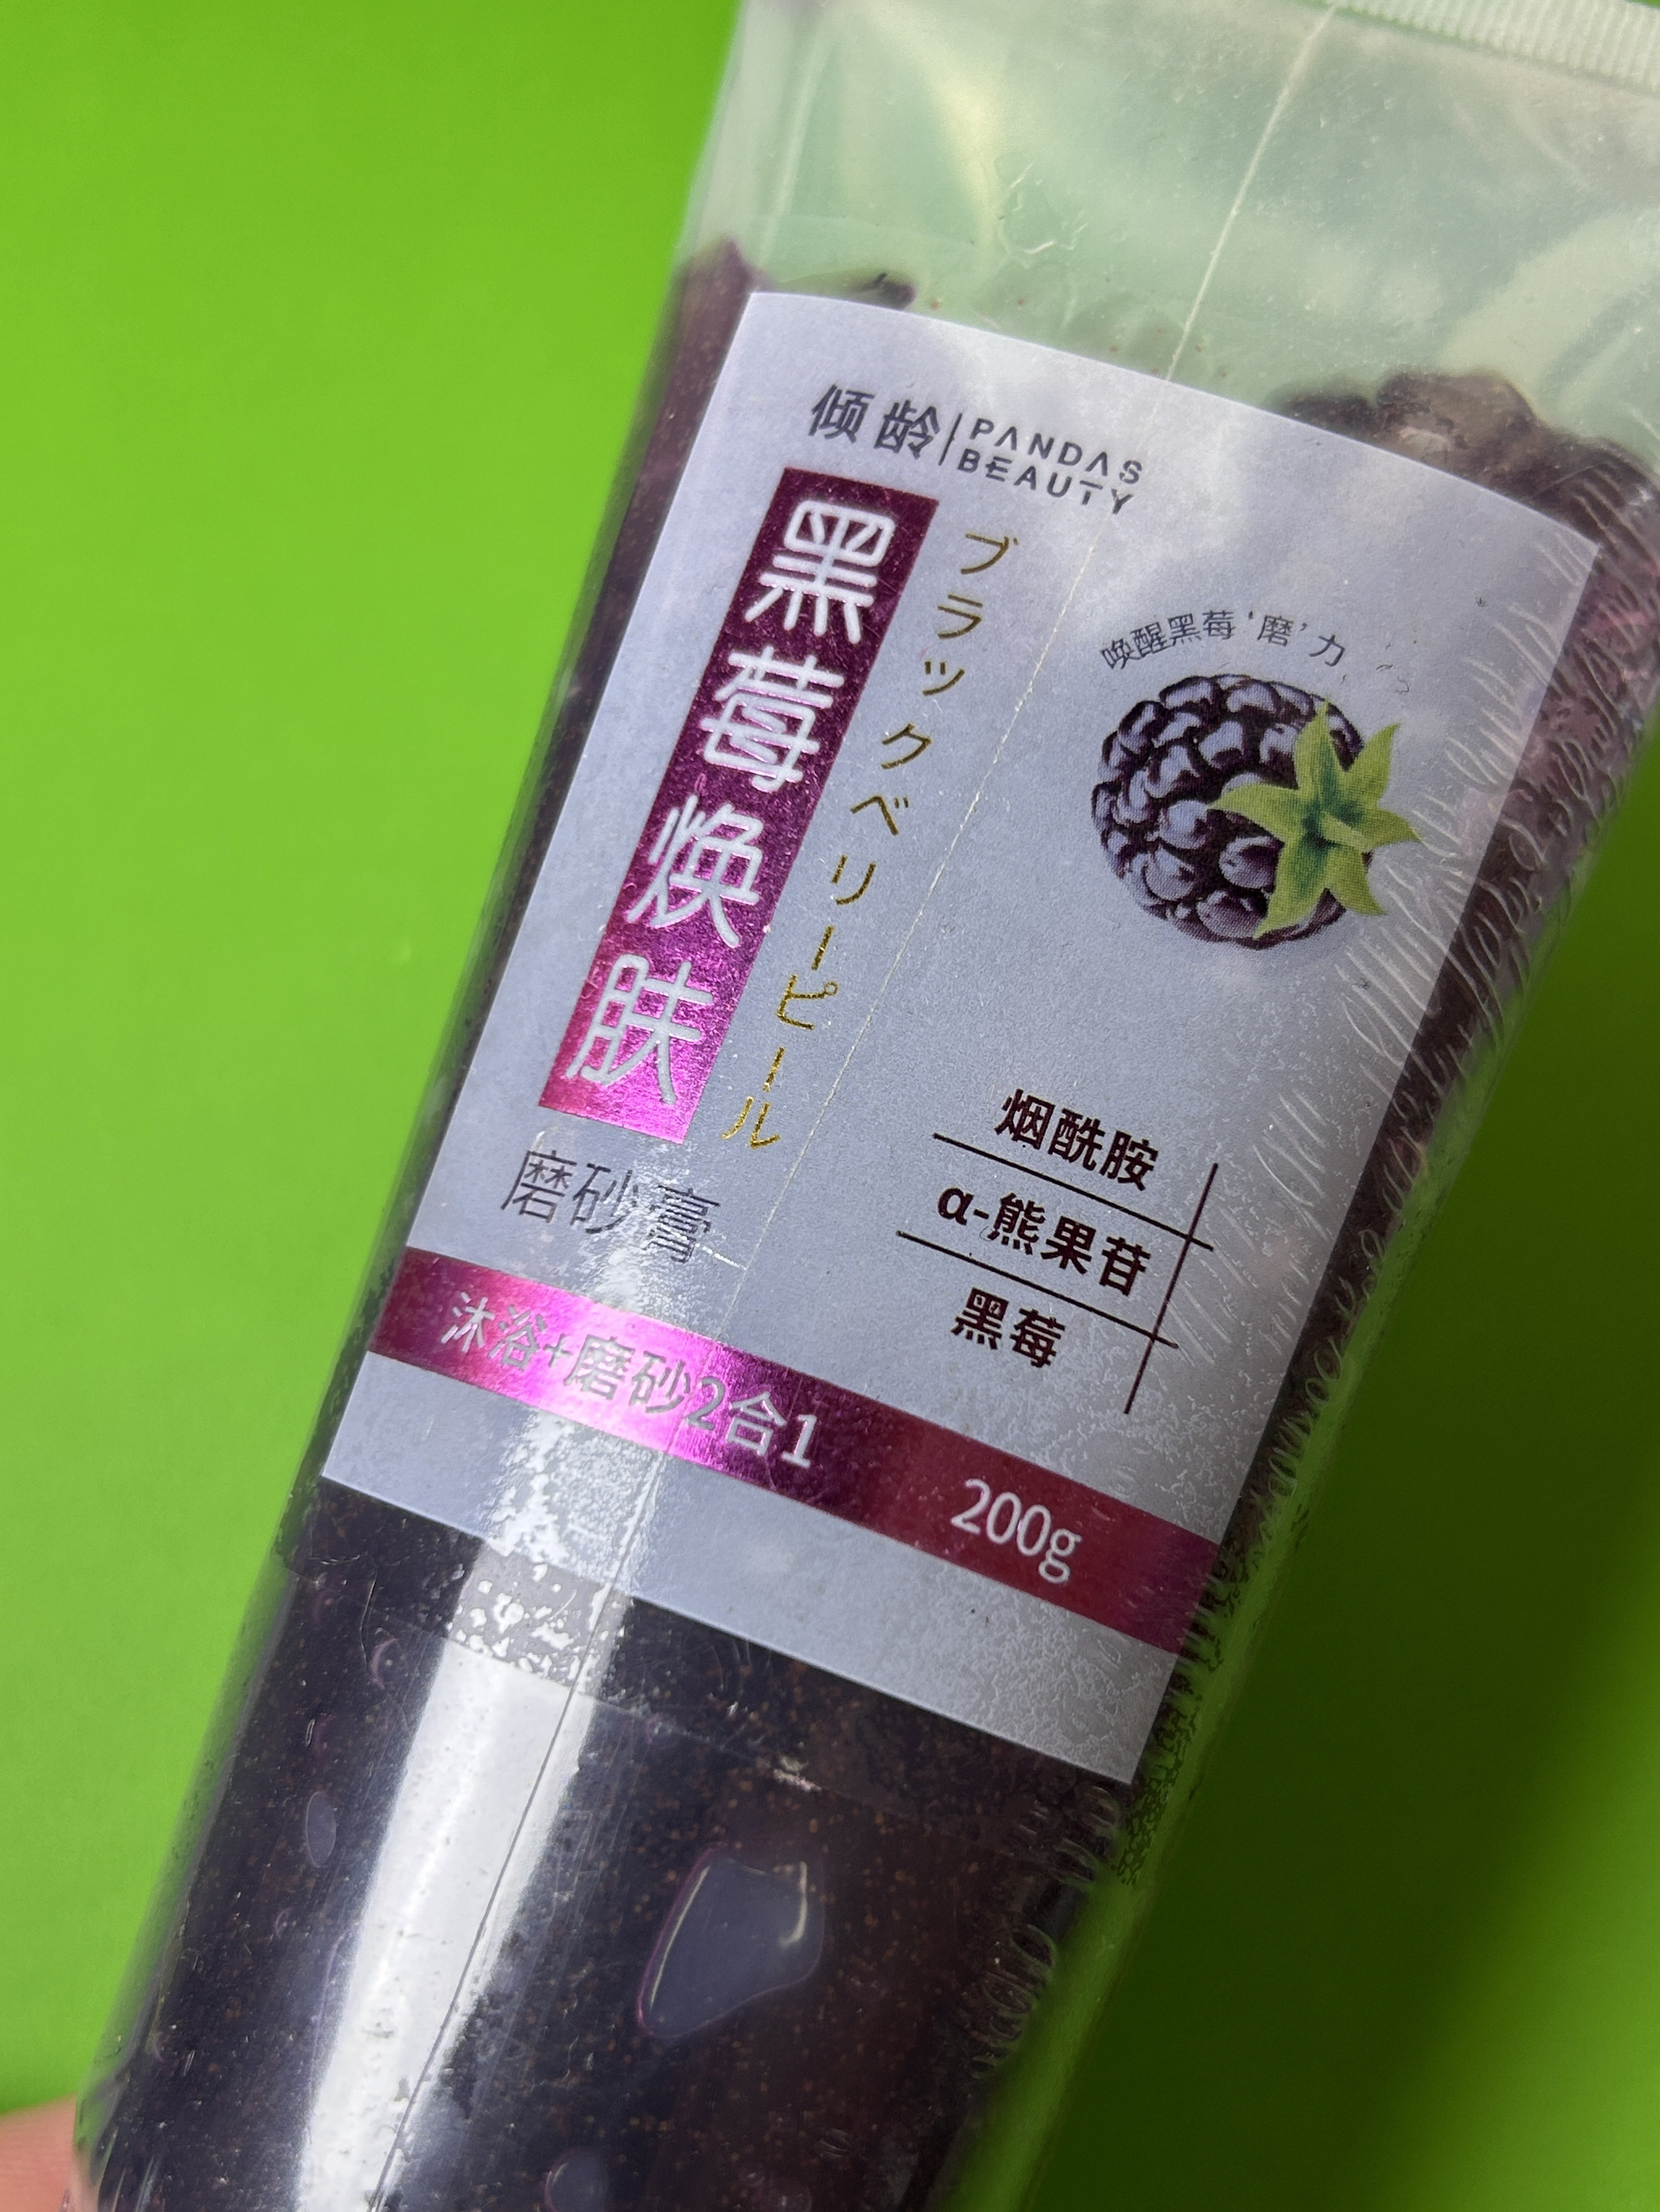 倾龄 PANDAS BEAUTY
黑莓焕肤
ブラックベリーピール
唤醒黑莓‘磨’力
磨砂膏
烟酰胺
α-熊果苷
黑莓
沐浴+磨砂2合1
200g